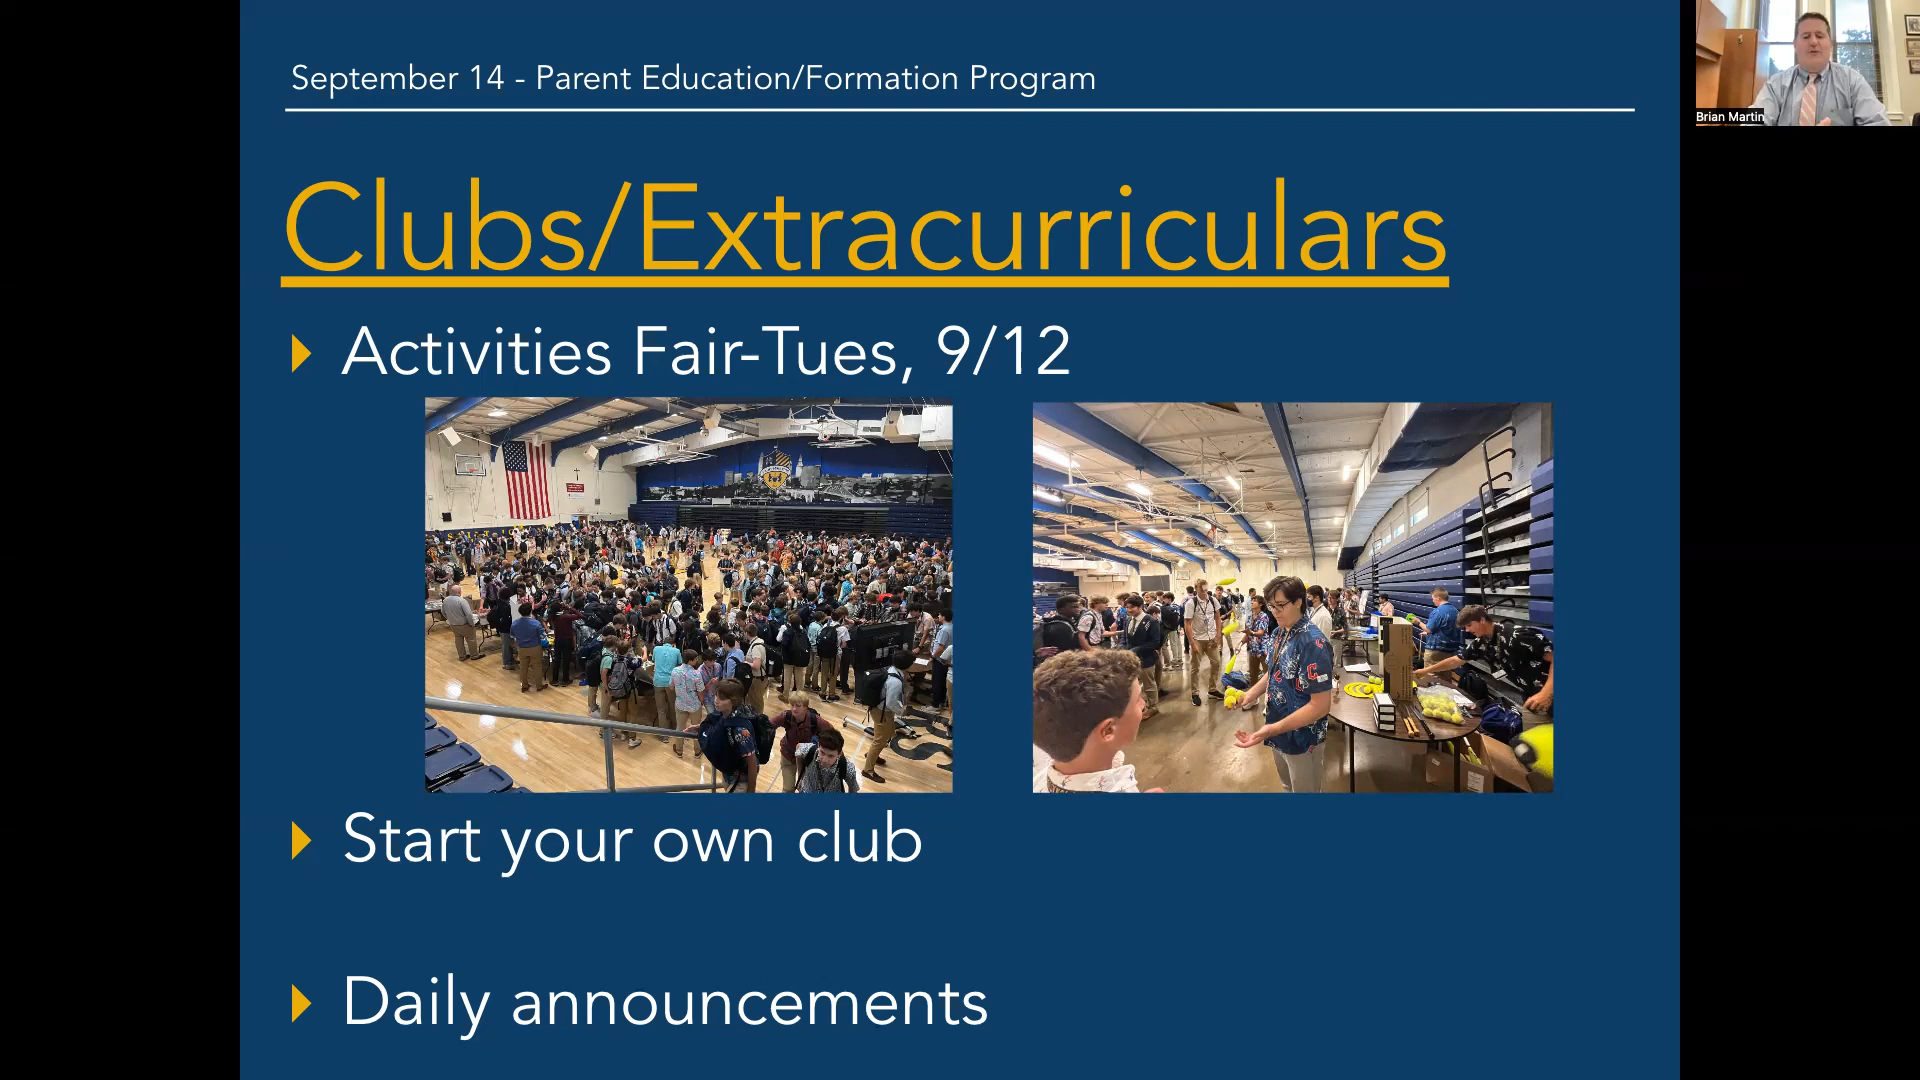 September 14 - Parent Education/Formation Program
Brian Martin
Clubs/Extracurriculars
Activities Fair-Tues, 9/12
C
Start your own club
Daily announcements